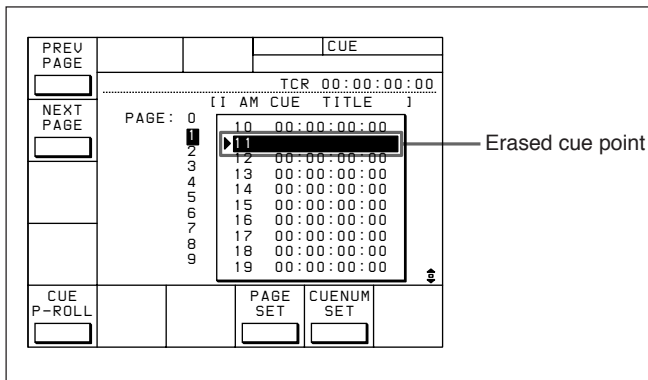 PREV PAGE
CUE
TCR 00:00:00:00
[I AM CUE TITLE ]
NEXT PAGE
PAGE: 0
1
2
3
4
5
6
7
8
9
10 00:00:00:00
11
12 00:00:00:00
13 00:00:00:00
14 00:00:00:00
15 00:00:00:00
16 00:00:00:00
17 00:00:00:00
18 00:00:00:00
19 00:00:00:00
Erased cue point
CUE P-ROLL
PAGE SET
CUENUM SET